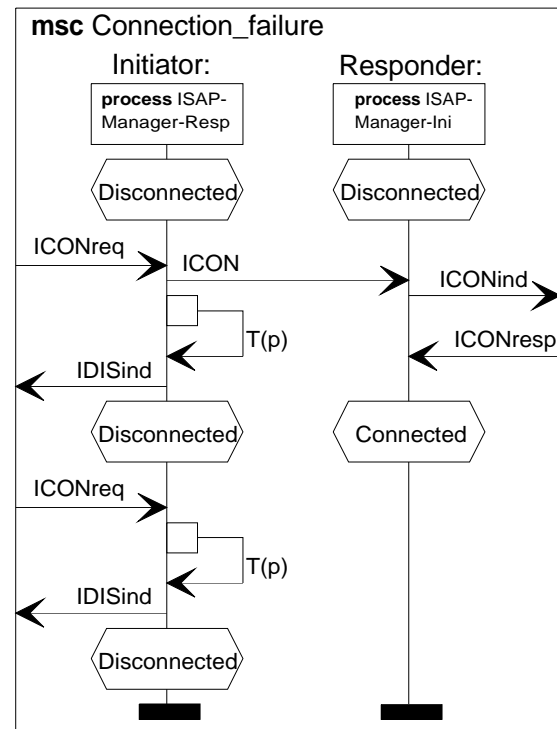 msc Connection_failure
Initiator:
Responder:
process ISAP-
Manager-Resp
process ISAP-
Manager-Ini
Disconnected
Disconnected
ICONreq
ICON
ICONind
T(p)
ICONresp
IDISind
Disconnected
Connected
ICONreq
T(p)
IDISind
Disconnected